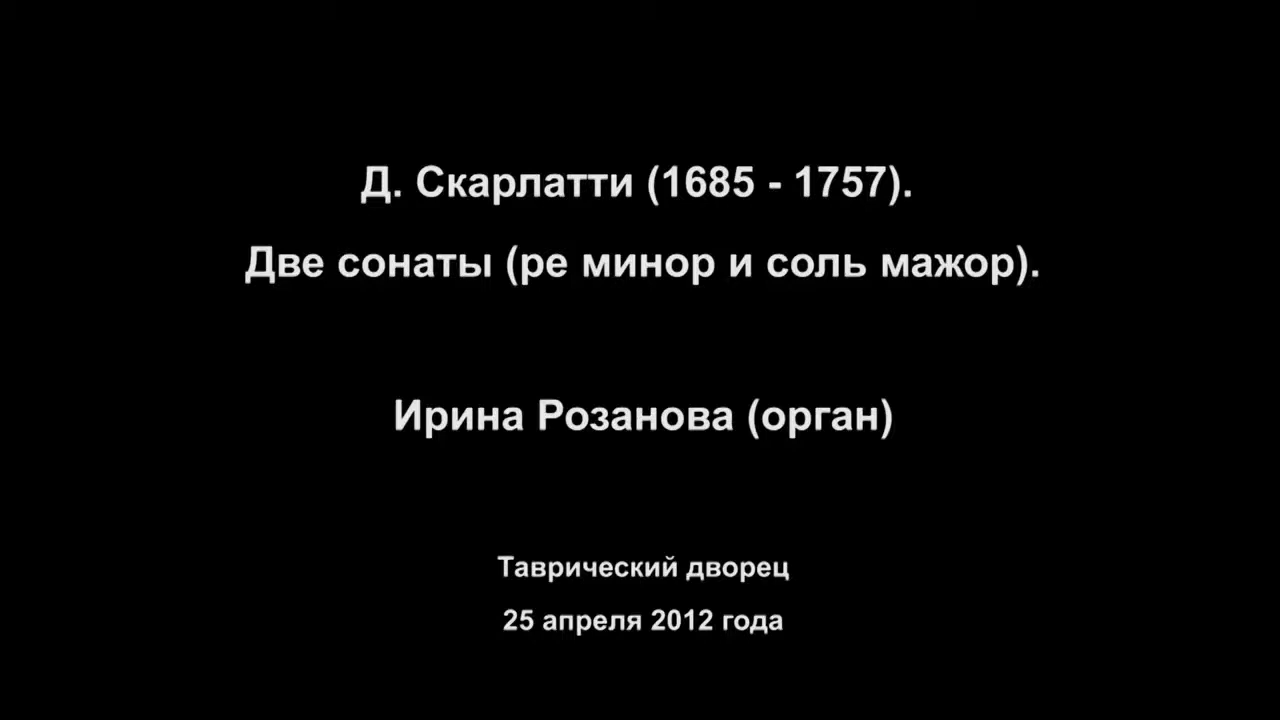 Д. Скарлатти (1685 - 1757).
Две сонаты (ре минор и соль мажор).
Ирина Розанова (орган)
Таврический дворец
25 апреля 2012 года